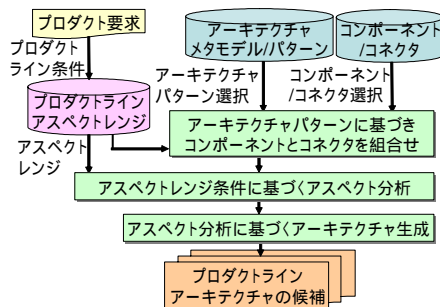 プロダクト要求
アーキテクチャ
メタモデル/パターン
コンポーネント
/コネクタ
プロダクト
ライン条件
アーキテクチャ
パターン選択
コンポーネント
/コネクタ選択
プロダクトライン
アスペクトレンジ
アスペクト
レンジ
アーキテクチャパターンに基づき
コンポーネントとコネクタを組合せ
アスペクトレンジ条件に基づくアスペクト分析
アスペクト分析に基づくアーキテクチャ生成
プロダクトライン
アーキテクチャの候補